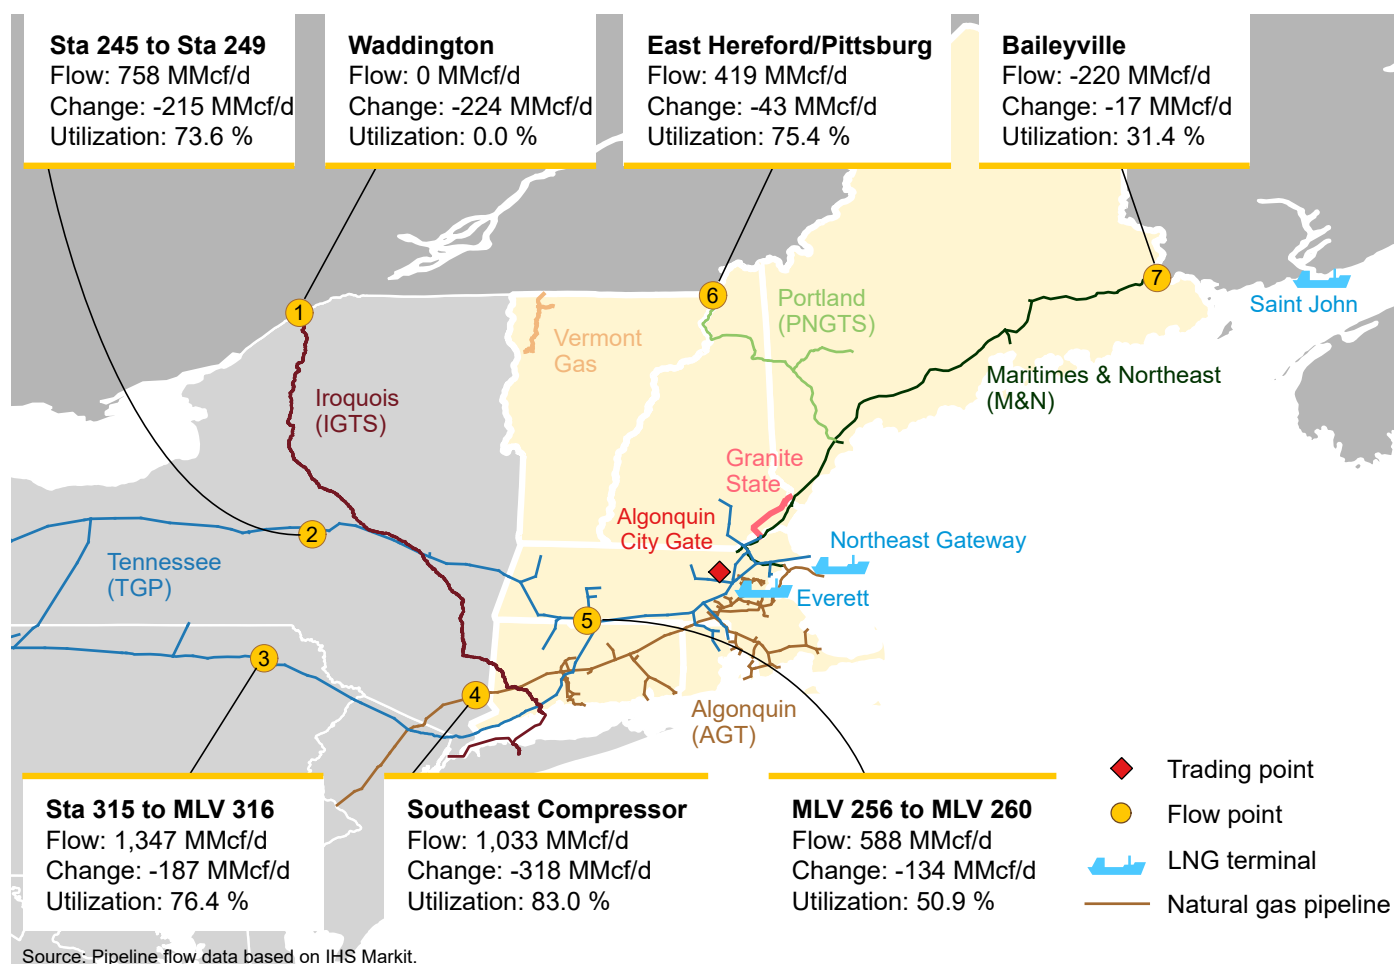 Sta 245 to Sta 249
Flow: 758 MMcf/d
Change: -215 MMcf/d
Utilization: 73.6 %
Waddington
Flow: 0 MMcf/d
Change: -224 MMcf/d
Utilization: 0.0 %
East Hereford/Pittsburg
Flow: 419 MMcf/d
Change: -43 MMcf/d
Utilization: 75.4 %
Baileyville
Flow: -220 MMcf/d
Change: -17 MMcf/d
Utilization: 31.4 %
1
6
7
Saint John
Portland
(PNGTS)
Vermont
Gas
Maritimes & Northeast
(M&N)
Iroquois
(IGTS)
Granite
State
Algonquin
City Gate
2
Northeast Gateway
Tennessee
(TGP)
Everett
5
3
4
Algonquin
(AGT)
Sta 315 to MLV 316
Flow: 1,347 MMcf/d
Change: -187 MMcf/d
Utilization: 76.4 %
Southeast Compressor
Flow: 1,033 MMcf/d
Change: -318 MMcf/d
Utilization: 83.0 %
MLV 256 to MLV 260
Flow: 588 MMcf/d
Change: -134 MMcf/d
Utilization: 50.9 %
Trading point
Flow point
LNG terminal
Natural gas pipeline
Source: Pipeline flow data based on IHS Markit.